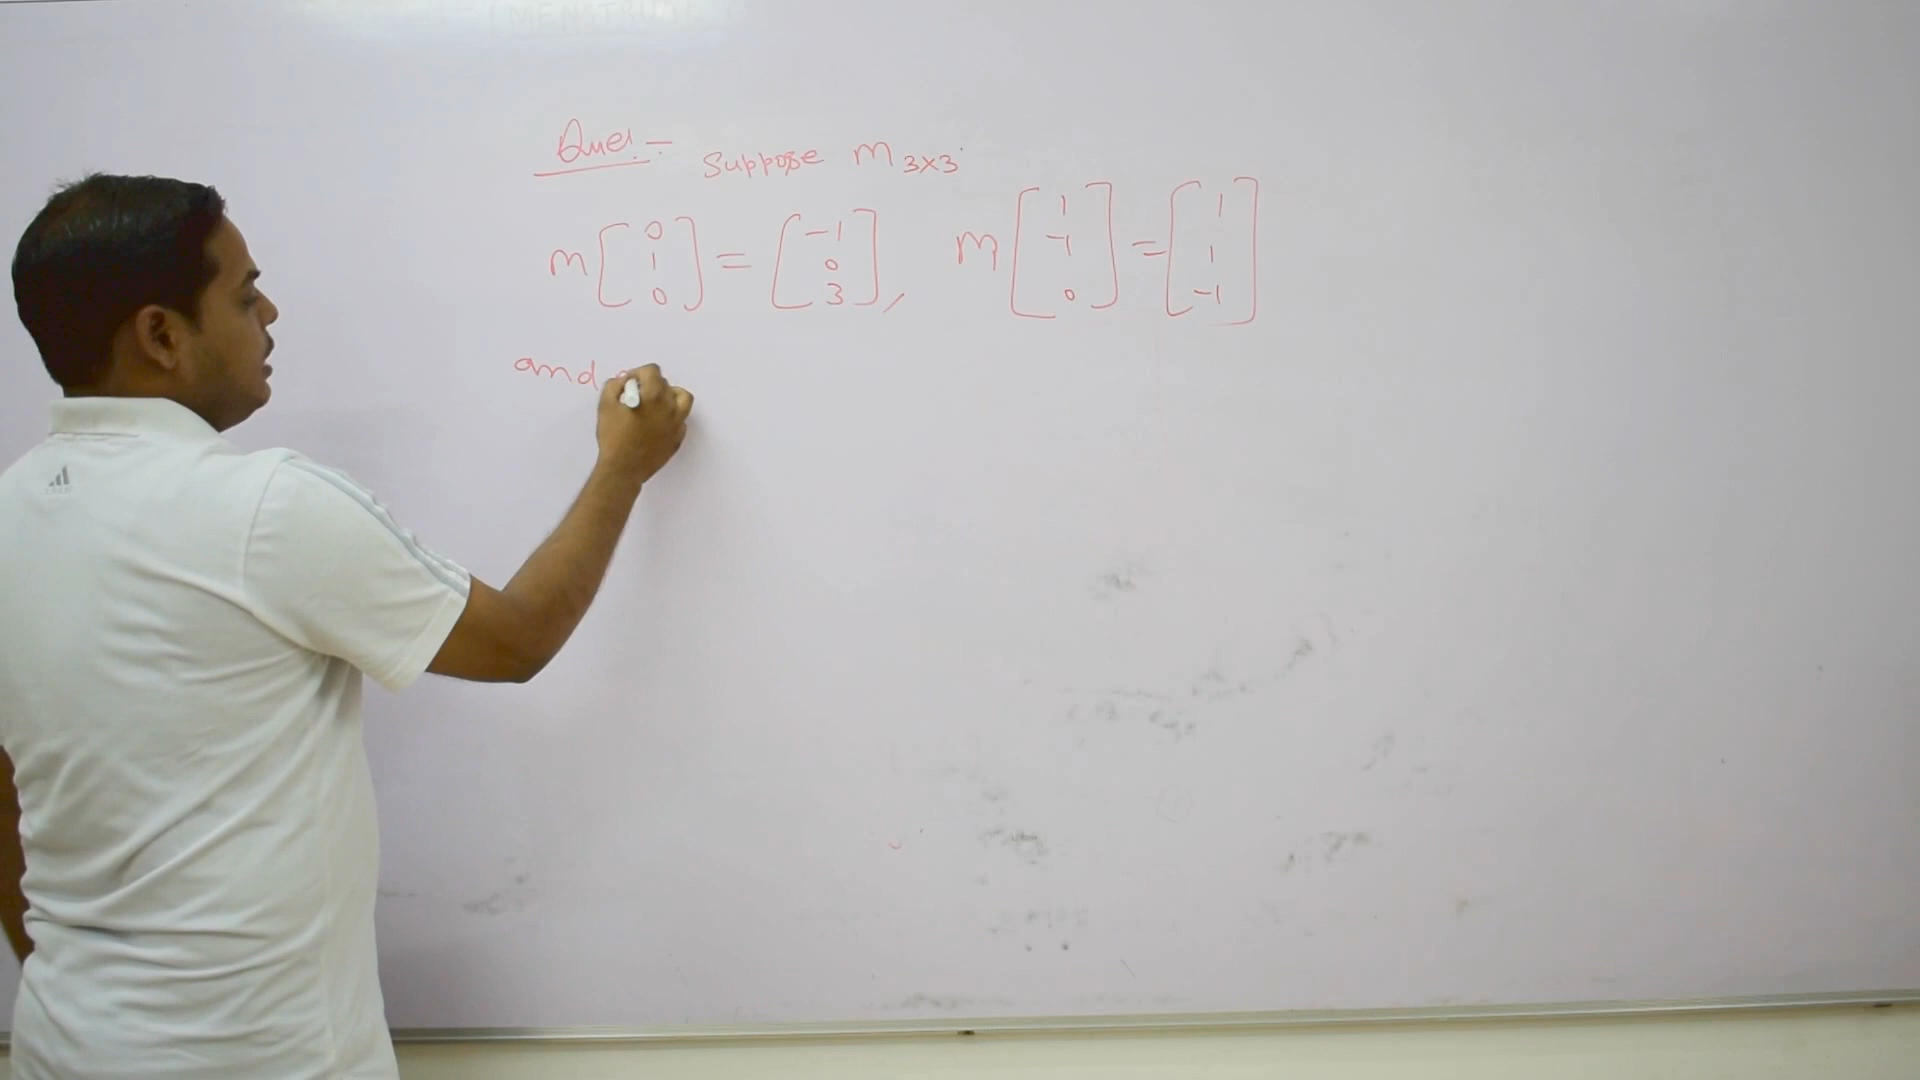 Ques:- Suppose M 3x3
M [0 1 0] = [-1 0 3], M [1 -1 0] = [1 1 -1]
and